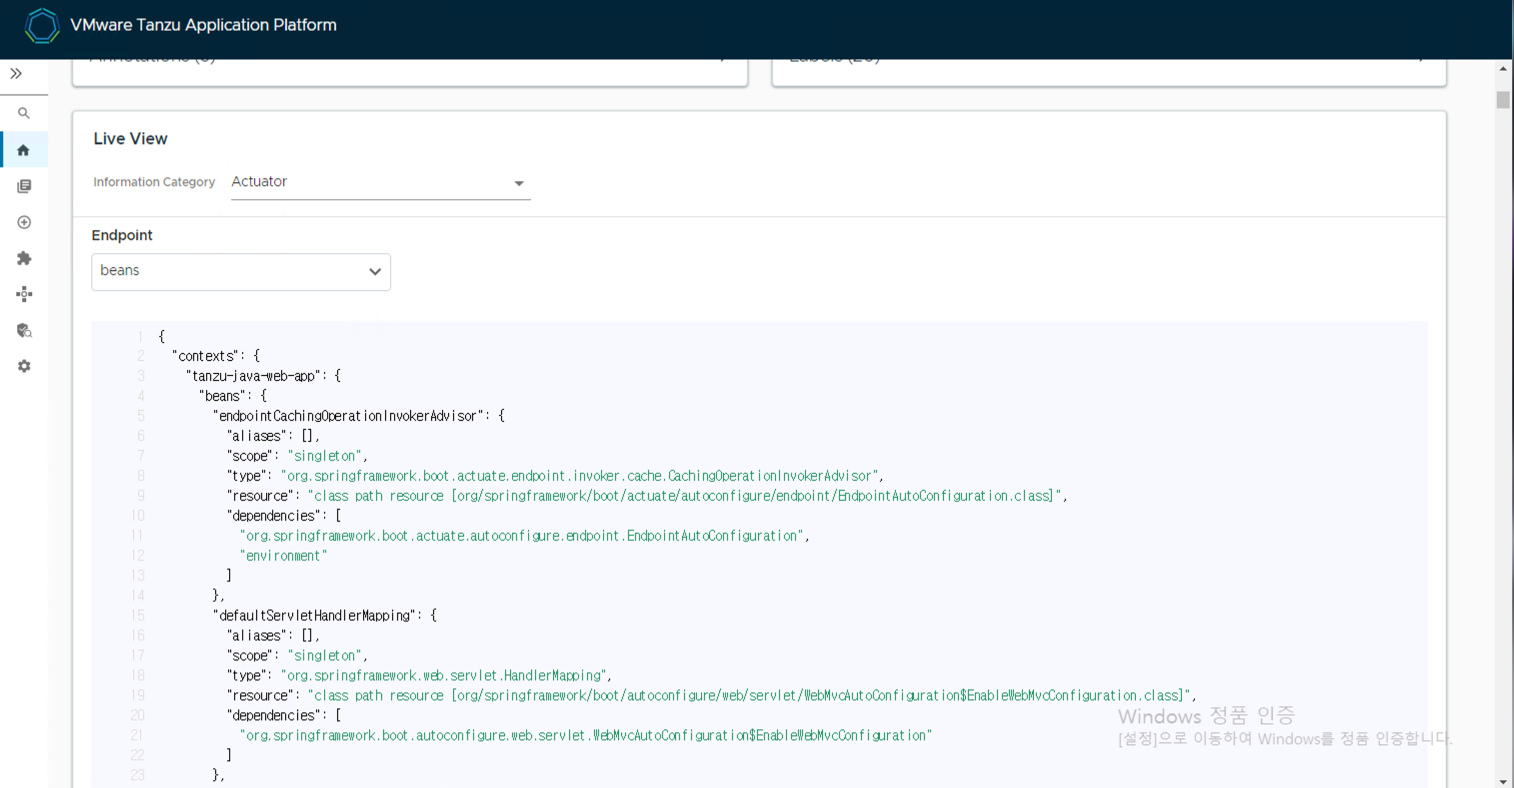 VMware Tanzu Application Platform
Annotations
Labels
Live View
Information Category Actuator
Endpoint
beans
1 {
2 "contexts": {
3 "tanzu-java-web-app": {
4 "beans": {
5 "endpointCachingOperationInvokerAdvisor": {
6 "aliases": [],
7 "scope": "singleton",
8 "type": "org.springframework.boot.actuate.endpoint.invoker.cache.CachingOperationInvokerAdvisor",
9 "resource": "class path resource [org/springframework/boot/actuate/autoconfigure/endpoint/EndpointAutoConfiguration.class]",
10 "dependencies": [
11 "org.springframework.boot.actuate.autoconfigure.endpoint.EndpointAutoConfiguration",
12 "environment"
13 ]
14 },
15 "defaultServletHandlerMapping": {
16 "aliases": [],
17 "scope": "singleton",
18 "type": "org.springframework.web.servlet.HandlerMapping",
19 "resource": "class path resource [org/springframework/boot/autoconfigure/web/servlet/WebMvcAutoConfiguration$EnableWebMvcConfiguration.class]",
20 "dependencies": [
21 "org.springframework.boot.autoconfigure.web.servlet.WebMvcAutoConfiguration$EnableWebMvcConfiguration"
22 ]
23 },
Windows 정품 인증
[설정]으로 이동하여 Windows를 정품 인증합니다.